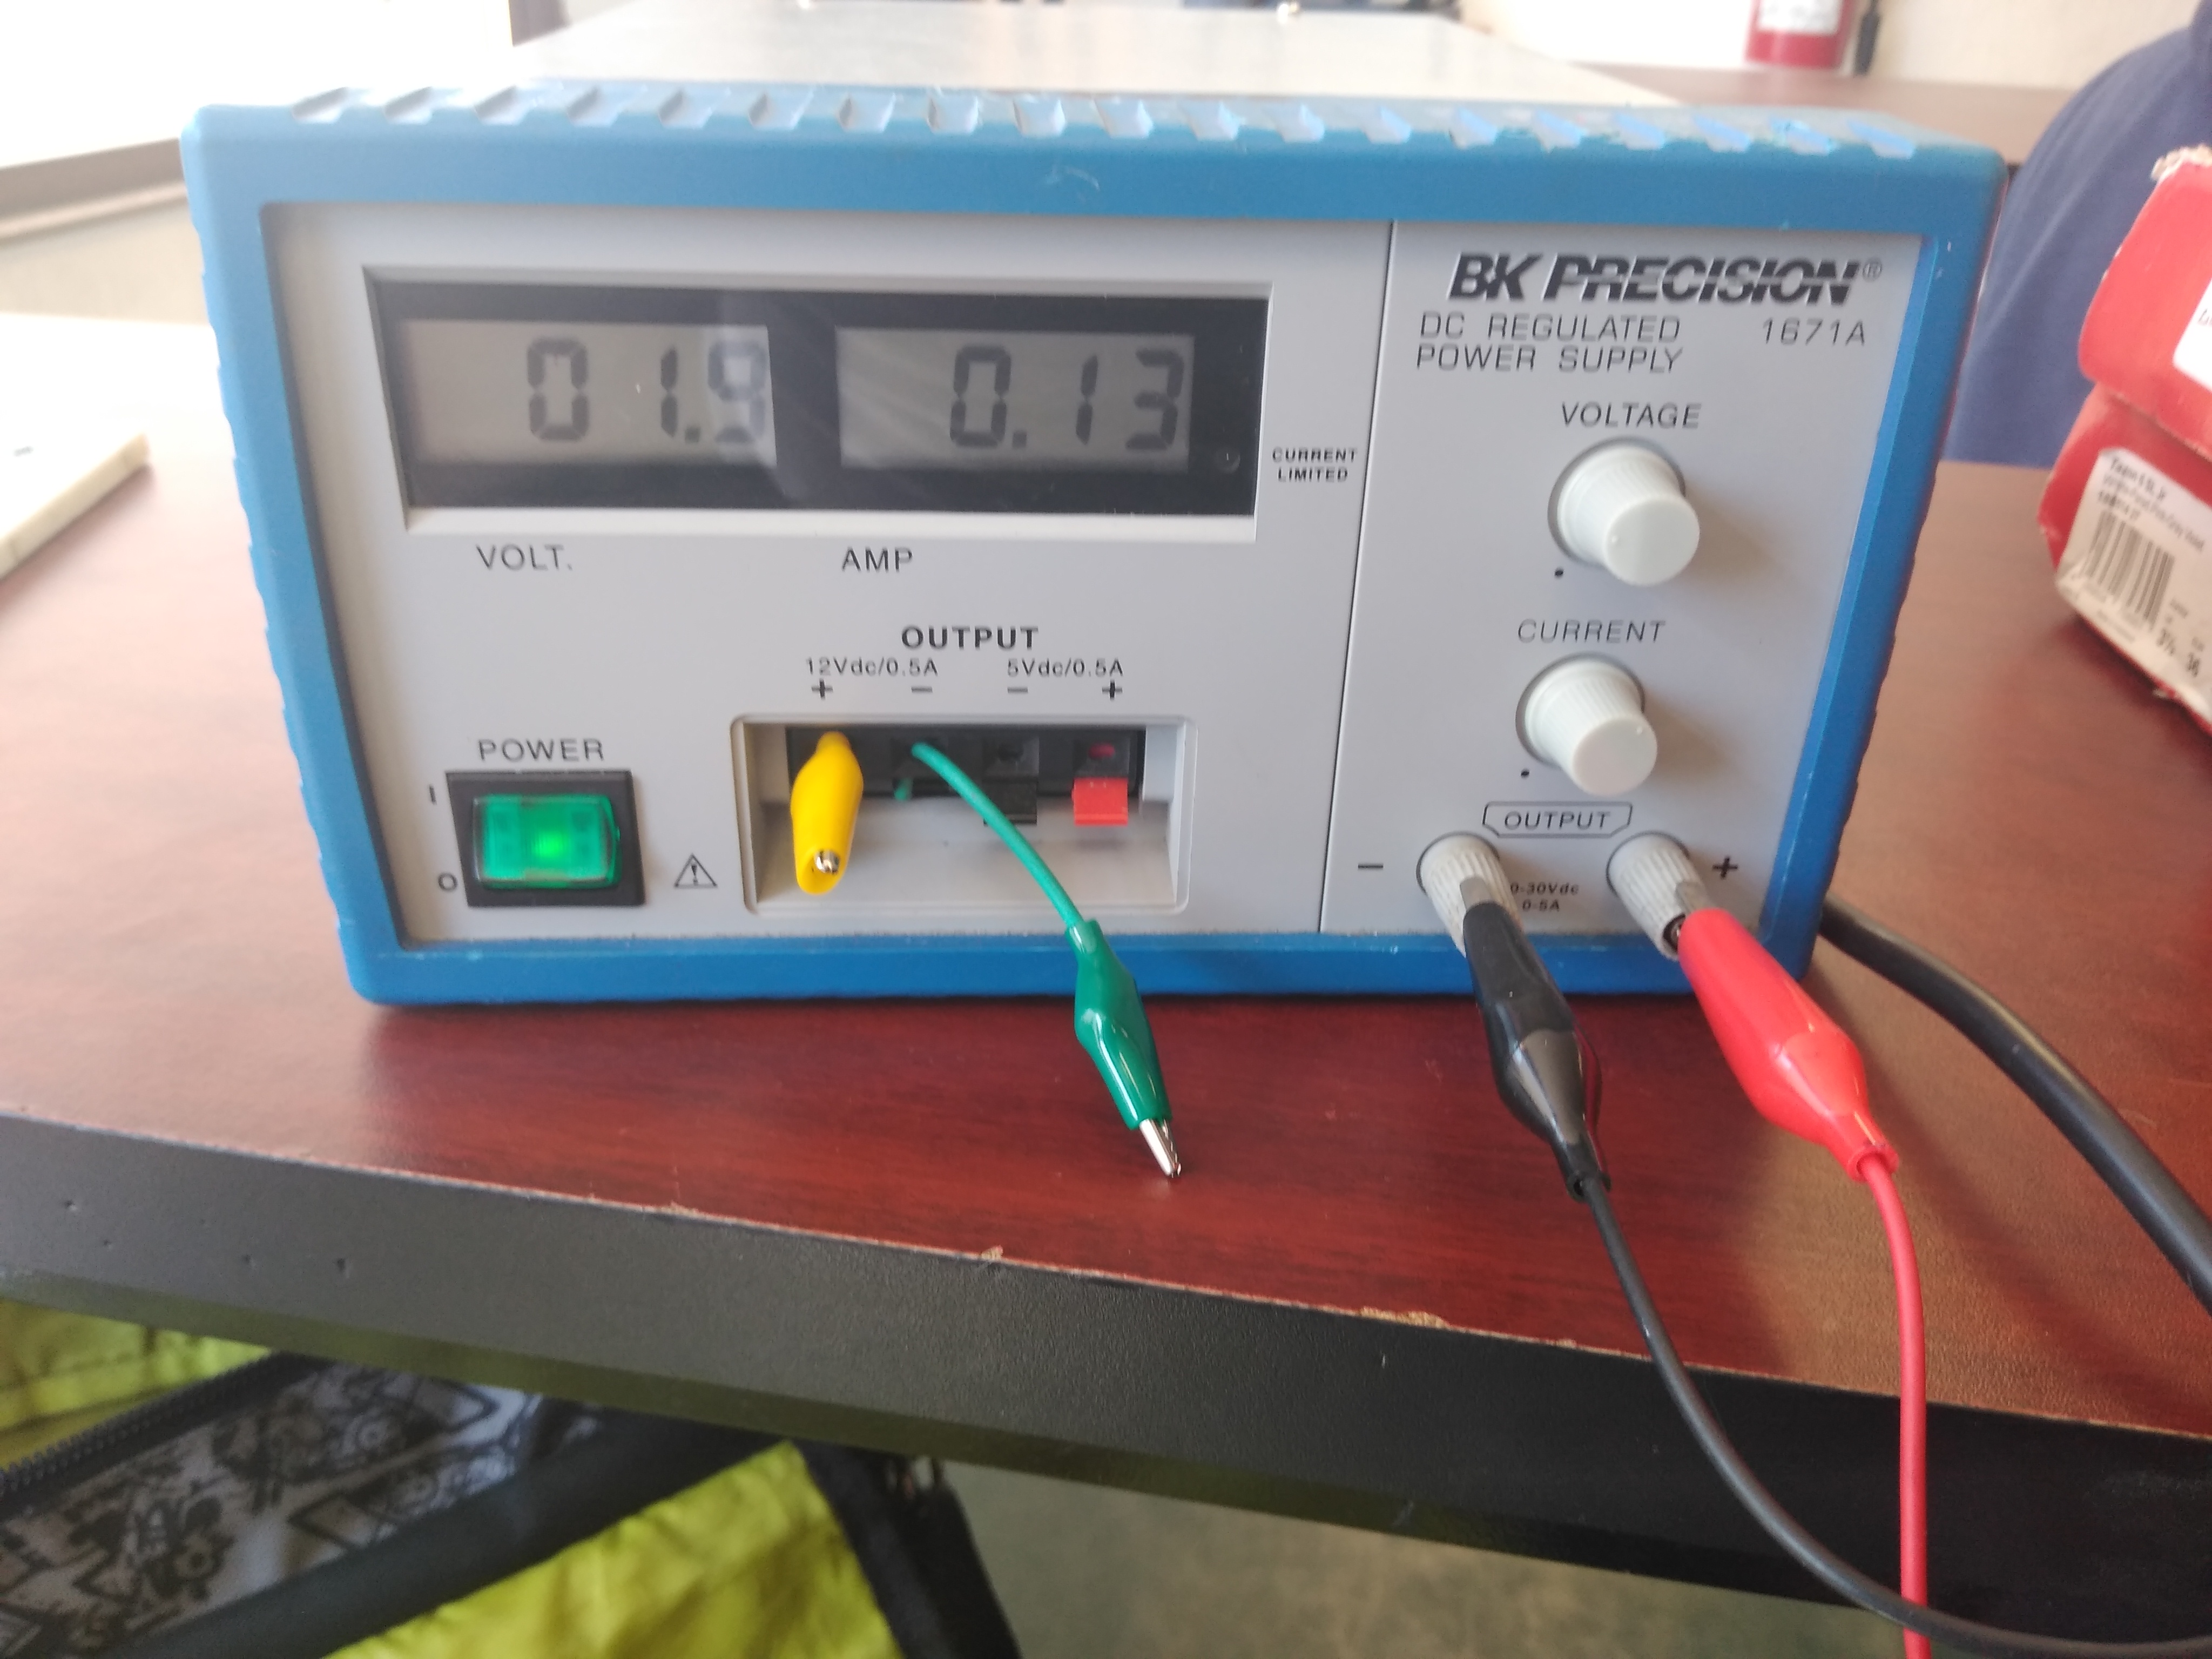 BK PRECISION®
DC REGULATED 1671A
POWER SUPPLY
01.9 0.13
CURRENT
LIMITED
VOLT. AMP
VOLTAGE
CURRENT
OUTPUT
12Vdc/0.5A 5Vdc/0.5A
+ − − +
POWER
I
O
OUTPUT
− +
0-30Vdc
0-5A